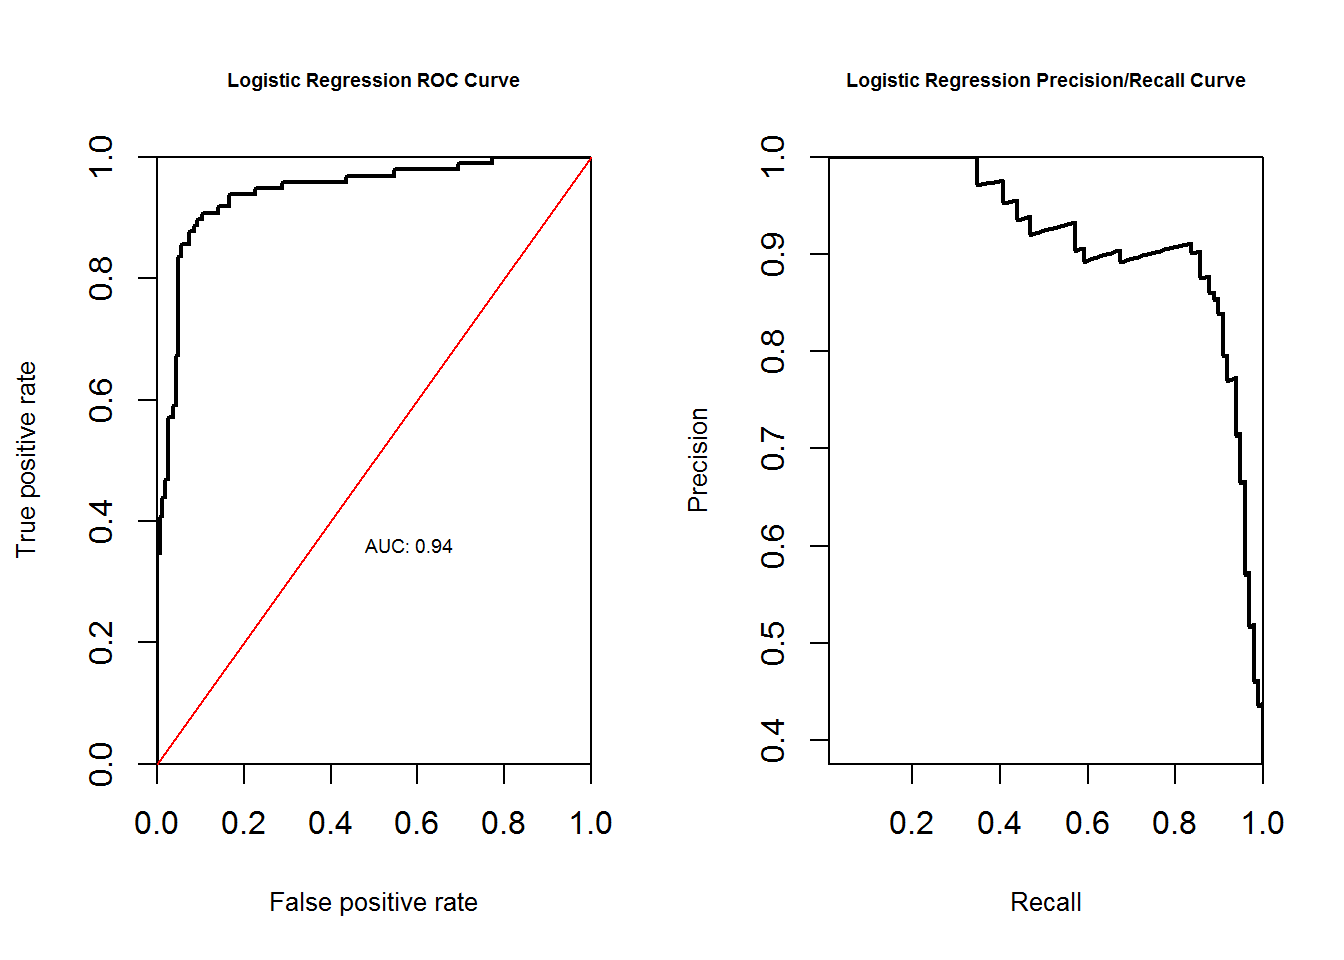 Logistic Regression ROC Curve
True positive rate
1.0
0.8
0.6
0.4
0.2
0.0
AUC: 0.94
0.0 0.2 0.4 0.6 0.8 1.0
False positive rate
Logistic Regression Precision/Recall Curve
Precision
1.0
0.9
0.8
0.7
0.6
0.5
0.4
0.2 0.4 0.6 0.8 1.0
Recall